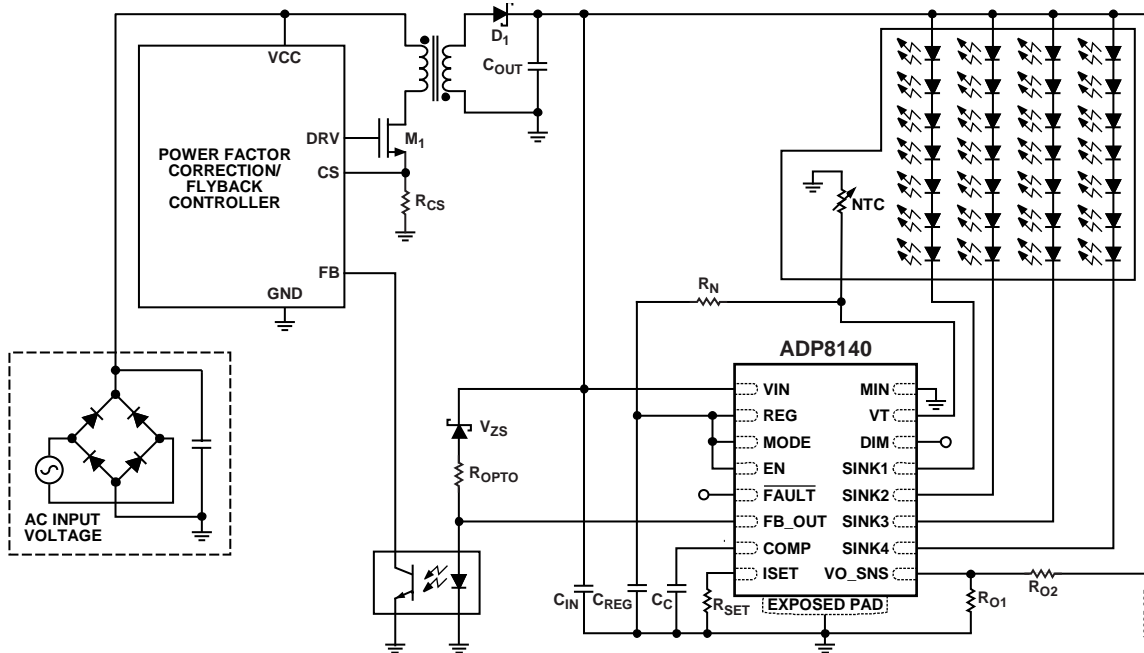 VCC
DRV
CS
FB
GND
POWER FACTOR
CORRECTION/
FLYBACK
CONTROLLER
M1
RCS
D1
COUT
NTC
RN
AC INPUT
VOLTAGE
VZS
ROPTO
ADP8140
VIN
REG
MODE
EN
FAULT
FB_OUT
COMP
ISET
MIN
VT
DIM
SINK1
SINK2
SINK3
SINK4
VO_SNS
EXPOSED PAD
CIN
CREG
CC
RSET
RO1
RO2